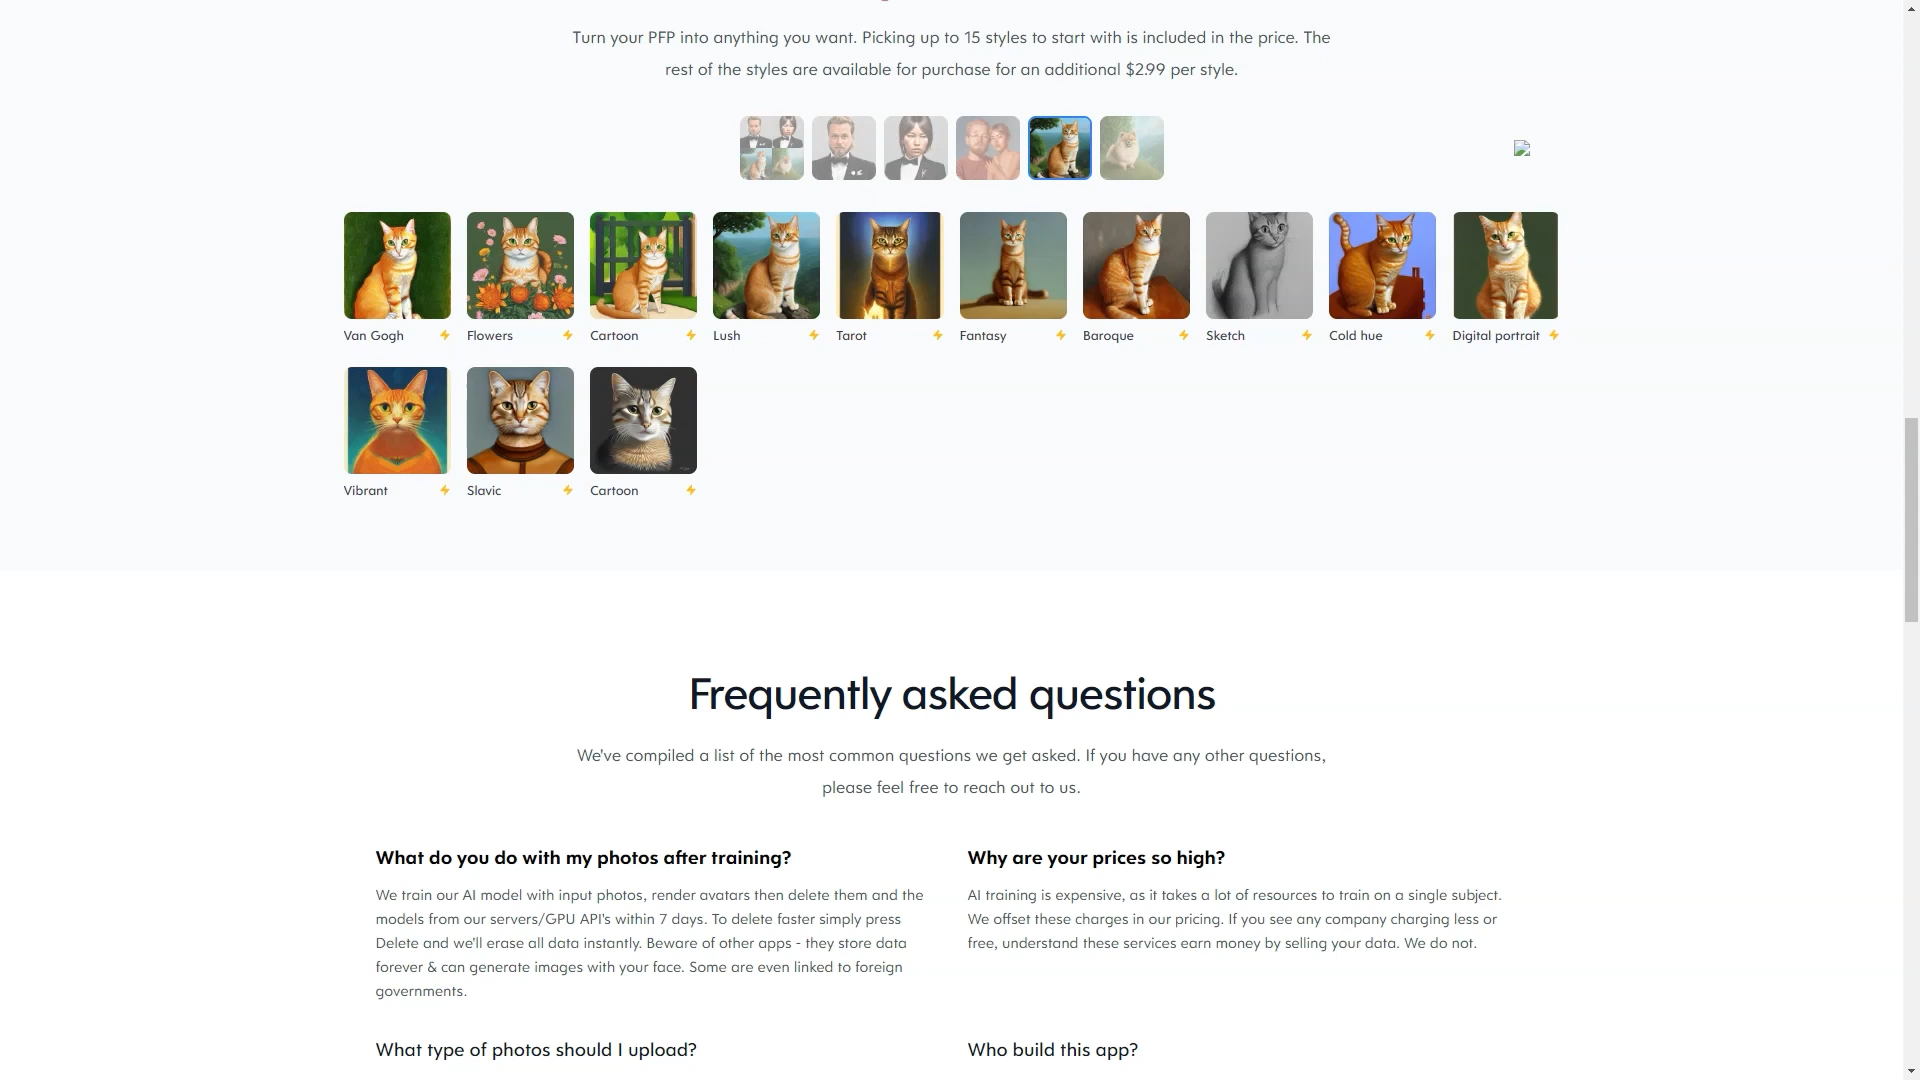 Turn your PFP into anything you want. Picking up to 15 styles to start with is included in the price. The
rest of the styles are available for purchase for an additional $2.99 per style.
Van Gogh
Flowers
Cartoon
Lush
Tarot
Fantasy
Baroque
Sketch
Cold hue
Digital portrait
Vibrant
Slavic
Cartoon
Frequently asked questions
We've compiled a list of the most common questions we get asked. If you have any other questions,
please feel free to reach out to us.
What do you do with my photos after training?
We train our AI model with input photos, render avatars then delete them and the
models from our servers/GPU API's within 7 days. To delete faster simply press
Delete and we'll erase all data instantly. Beware of other apps - they store data
forever & can generate images with your face. Some are even linked to foreign
governments.
Why are your prices so high?
AI training is expensive, as it takes a lot of resources to train on a single subject.
We offset these charges in our pricing. If you see any company charging less or
free, understand these services earn money by selling your data. We do not.
What type of photos should I upload?
Who build this app?